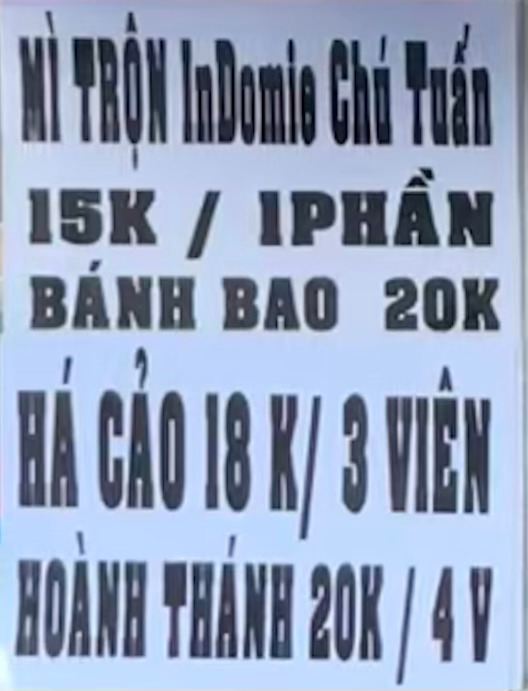 MÌ TRỘN InDomie Chú Tuấn
15K / 1PHẦN
BÁNH BAO 20K
HÁ CẢO 18 K/ 3 VIÊN
HOÀNH THÁNH 20K / 4 V